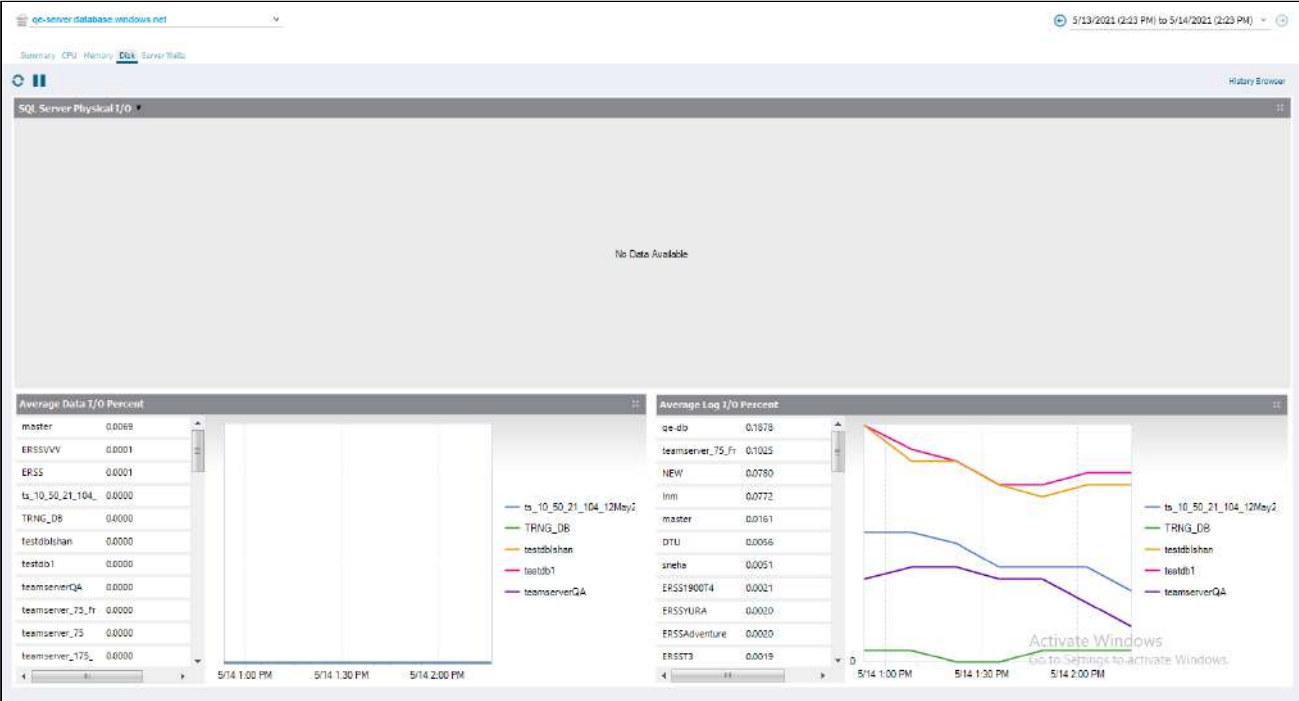 qe-server.database.windows.net
5/13/2021 (2:23 PM) to 5/14/2021 (2:23 PM)
Summary CPU Memory Disk Server Waits
History Browser
SQL Server Physical I/O
No Data Available
Average Data I/O Percent
master 0.0069
ERSSVVV 0.0001
ERSS 0.0001
ts_10_50_21_104_ 0.0000
TRNG_DB 0.0000
testdbIshan 0.0000
testdb1 0.0000
teamserverQA 0.0000
teamserver_75_fr 0.0000
teamserver_75 0.0000
teamserver_175_ 0.0000
5/14 1:00 PM 5/14 1:30 PM 5/14 2:00 PM
ts_10_50_21_104_12May2
TRNG_DB
testdbIshan
testdb1
teamserverQA
Average Log I/O Percent
qe-db 0.1878
teamserver_75_Fr 0.1025
NEW 0.0780
lnm 0.0772
master 0.0161
DTU 0.0056
sneha 0.0051
ERSS1900T4 0.0021
ERSSYURA 0.0020
ERSSAdventure 0.0020
ERSST3 0.0019
0
5/14 1:00 PM 5/14 1:30 PM 5/14 2:00 PM
ts_10_50_21_104_12May2
TRNG_DB
testdbIshan
testdb1
teamserverQA
Activate Windows
Go to Settings to activate Windows.